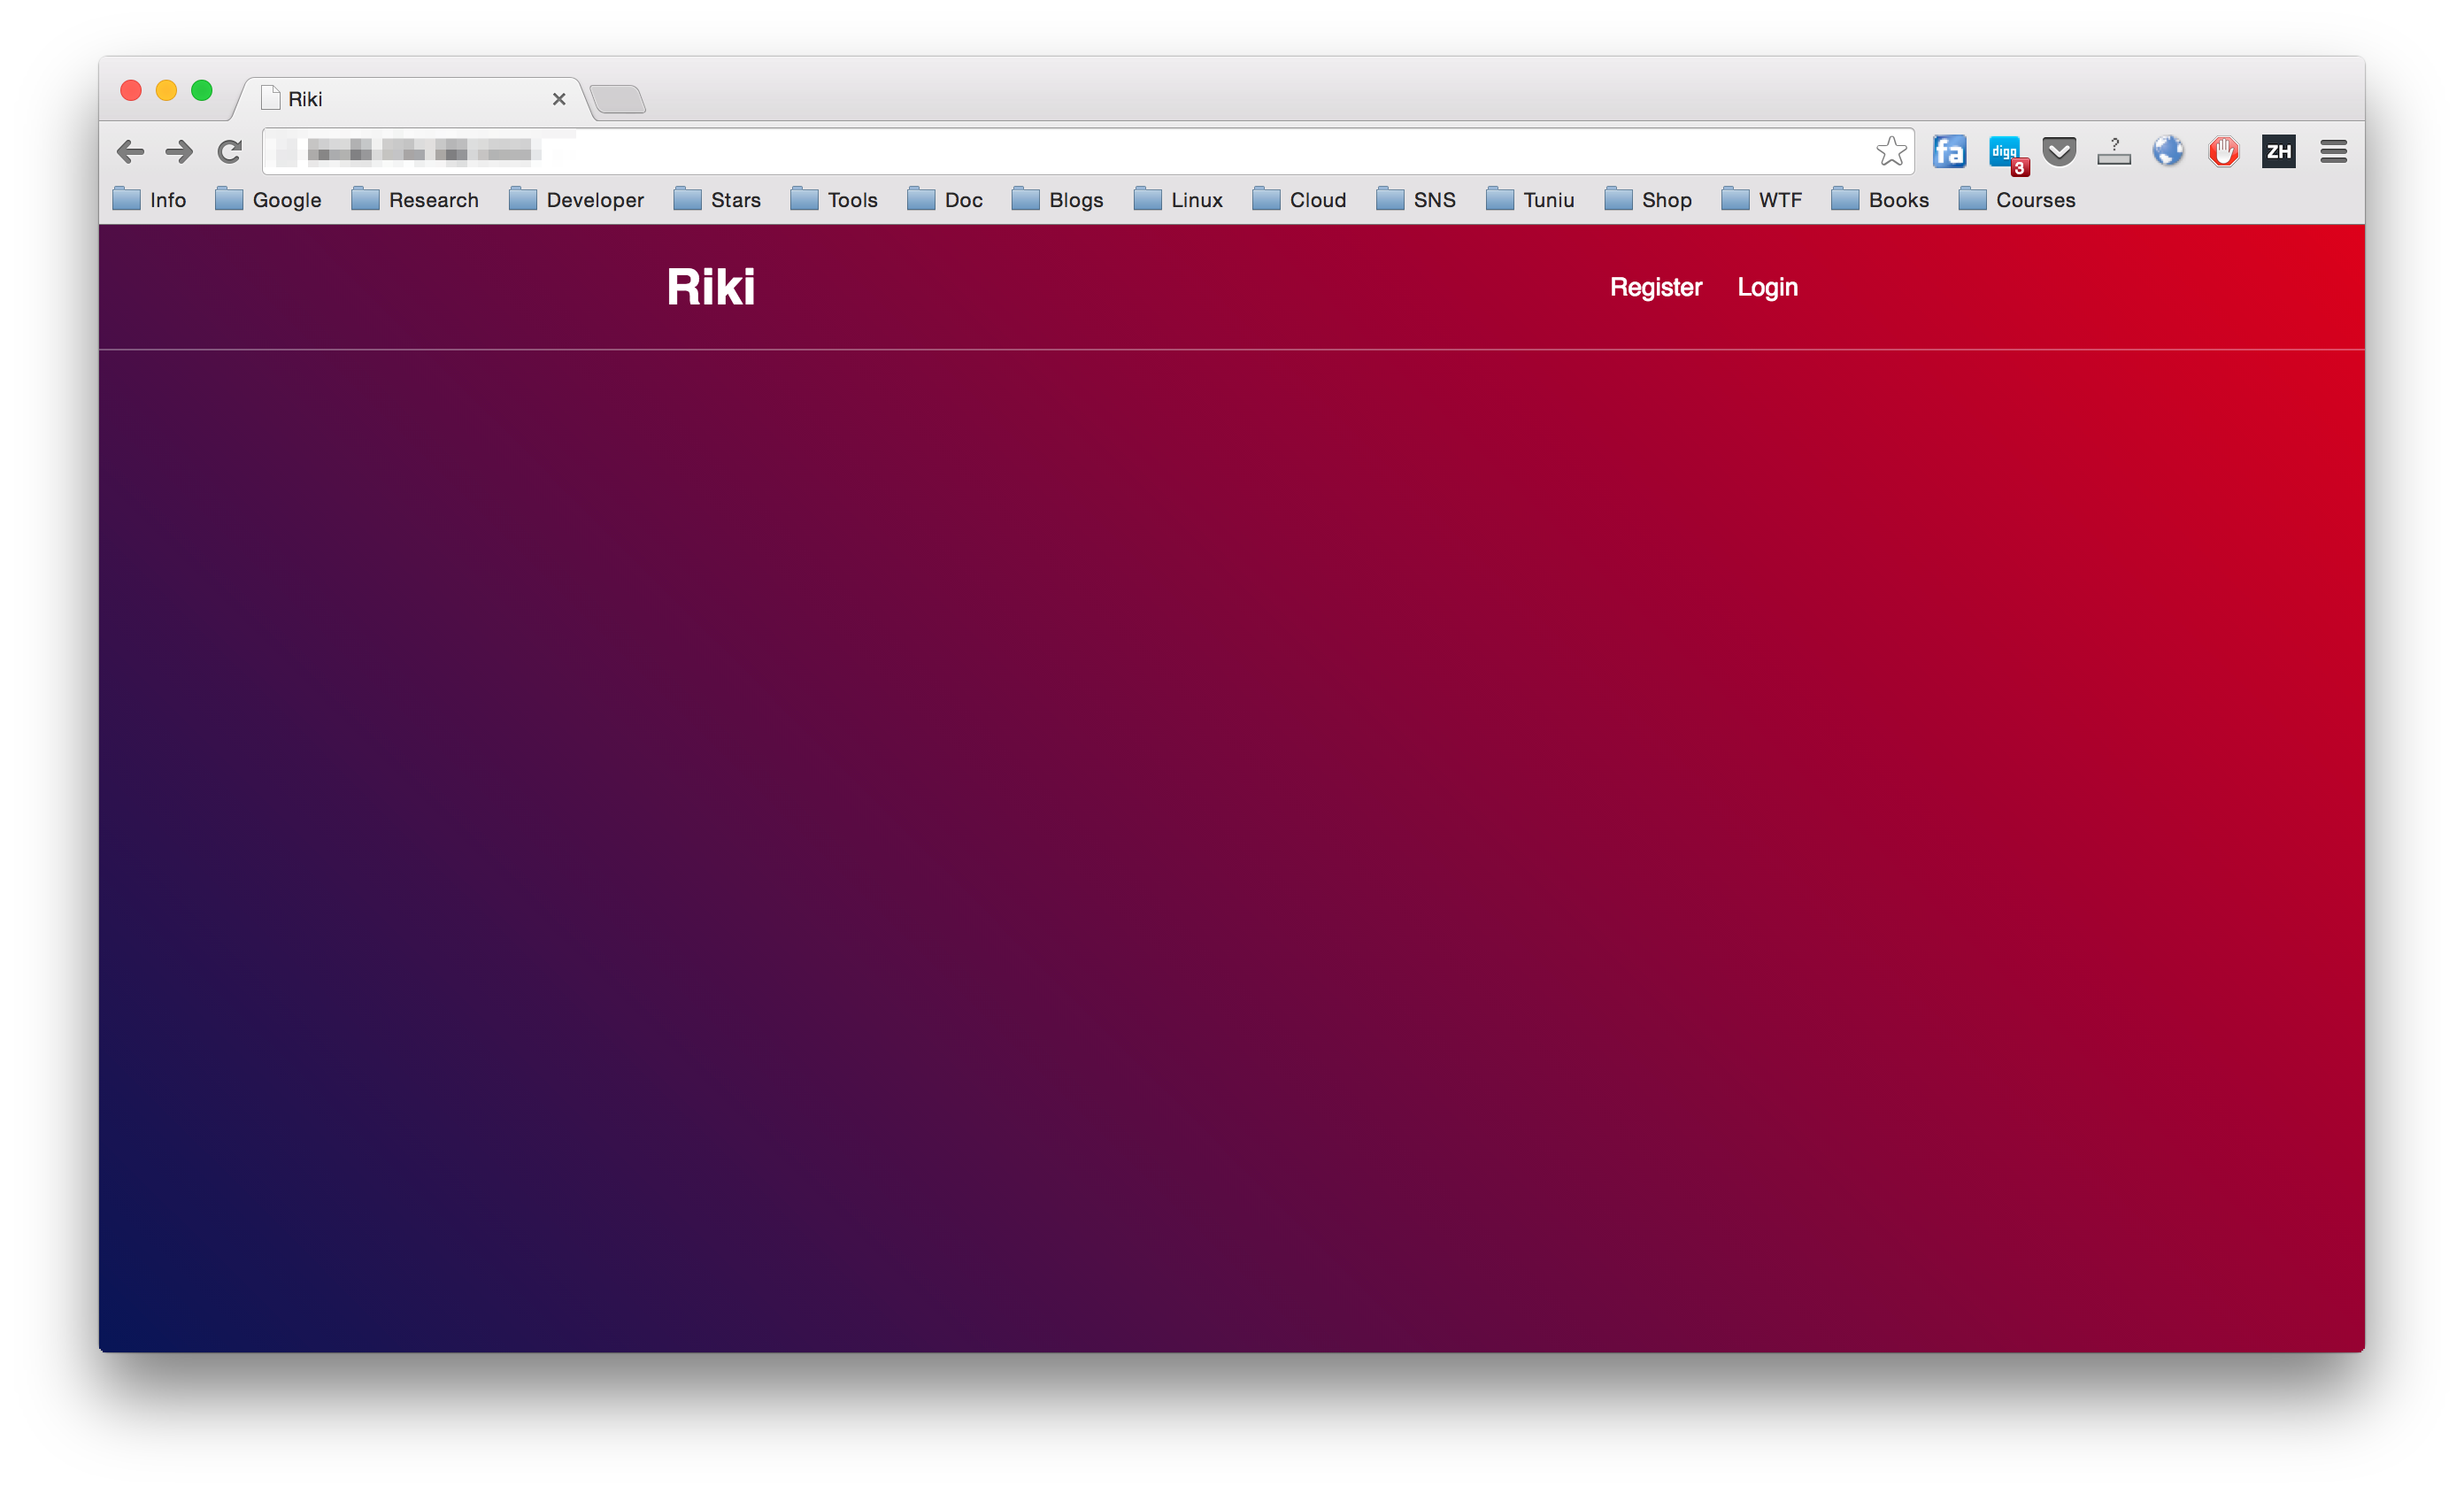 Riki
fa digg 3 ? ZH
Info Google Research Developer Stars Tools Doc Blogs Linux Cloud SNS Tuniu Shop WTF Books Courses
Riki Register Login